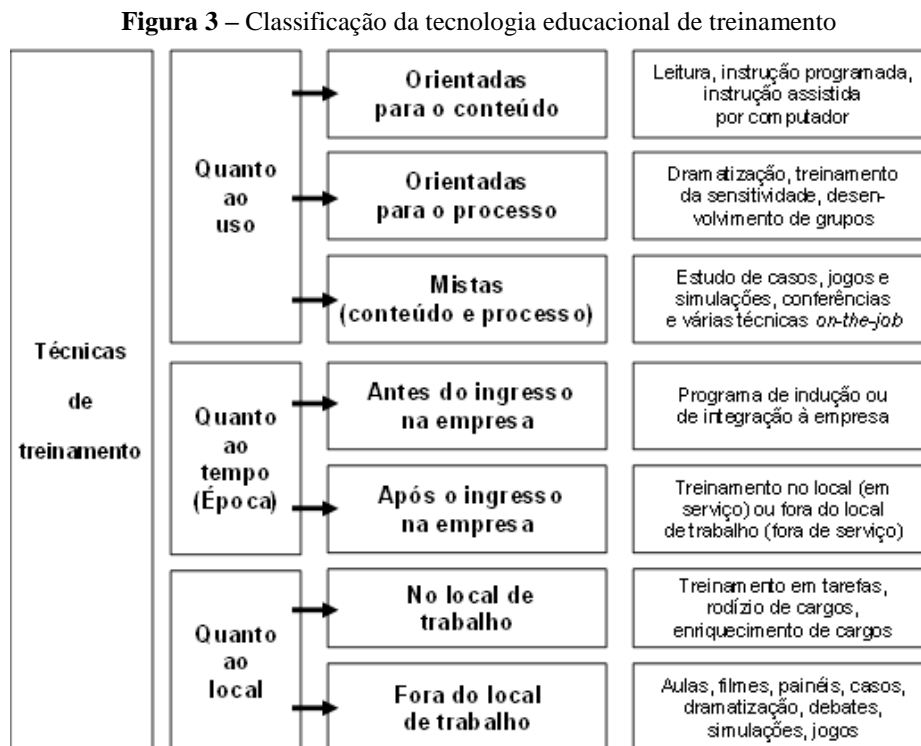 Figura 3 – Classificação da tecnologia educacional de treinamento
Técnicas
de
treinamento
Quanto
ao
uso
Orientadas
para o conteúdo
Leitura, instrução programada,
instrução assistida
por computador
Orientadas
para o processo
Dramatização, treinamento
da sensitividade, desen-
volvimento de grupos
Mistas
(conteúdo e processo)
Estudo de casos, jogos e
simulações, conferências
e várias técnicas on-the-job
Quanto
ao
tempo
(Época)
Antes do ingresso
na empresa
Programa de indução ou
de integração à empresa
Após o ingresso
na empresa
Treinamento no local (em
serviço) ou fora do local
de trabalho (fora de serviço)
Quanto
ao
local
No local de
trabalho
Treinamento em tarefas,
rodízio de cargos,
enriquecimento de cargos
Fora do local
de trabalho
Aulas, filmes, painéis, casos,
dramatização, debates,
simulações, jogos